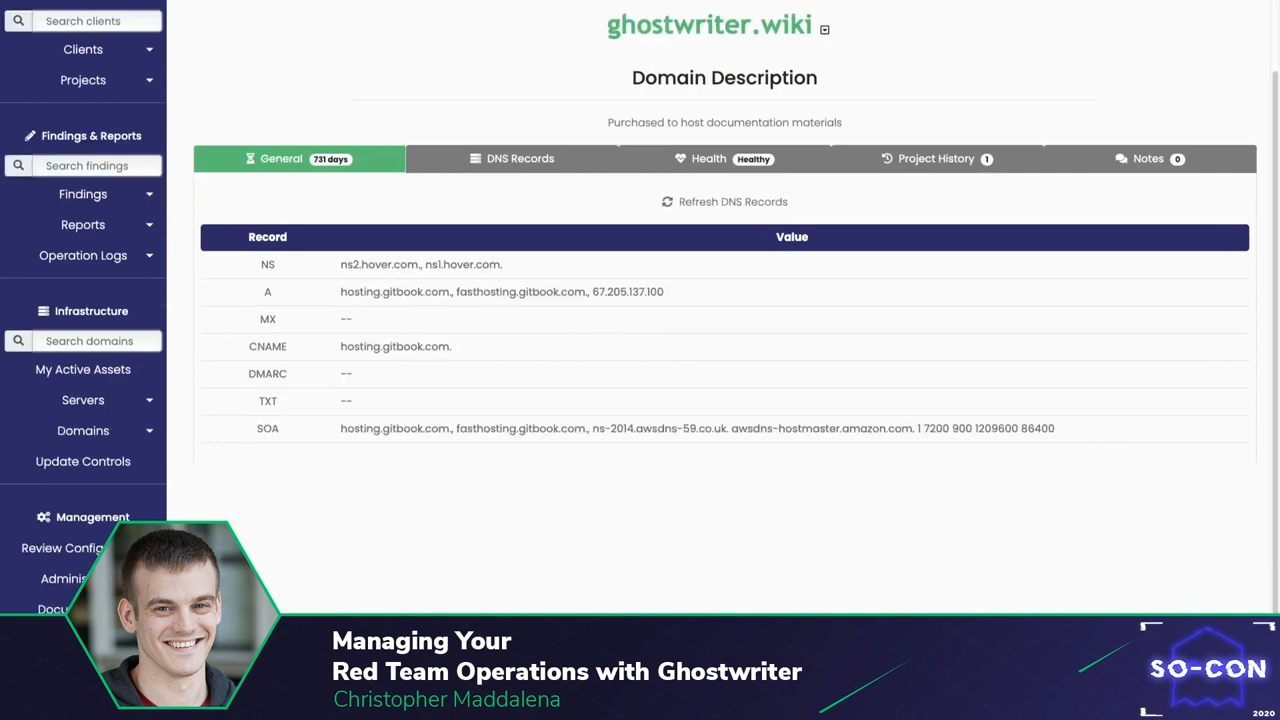 Search clients
Clients
Projects
Findings & Reports
Search findings
Findings
Reports
Operation Logs
Infrastructure
Search domains
My Active Assets
Servers
Domains
Update Controls
Management
Review
ghostwriter.wiki
Domain Description
Purchased to host documentation materials
General 731 days DNS Records Health Healthy Project History 1 Notes 0
Refresh DNS Records
Record Value
NS ns2.hover.com., ns1.hover.com.
A hosting.gitbook.com., fasthosting.gitbook.com., 67.205.137.100
MX --
CNAME hosting.gitbook.com.
DMARC --
TXT --
SOA hosting.gitbook.com., fasthosting.gitbook.com., ns-2014.awsdns-59.co.uk. awsdns-hostmaster.amazon.com. 1 7200 900 1209600 86400
Managing Your
Red Team Operations with Ghostwriter
Christopher Maddalena
SO-CON
2020